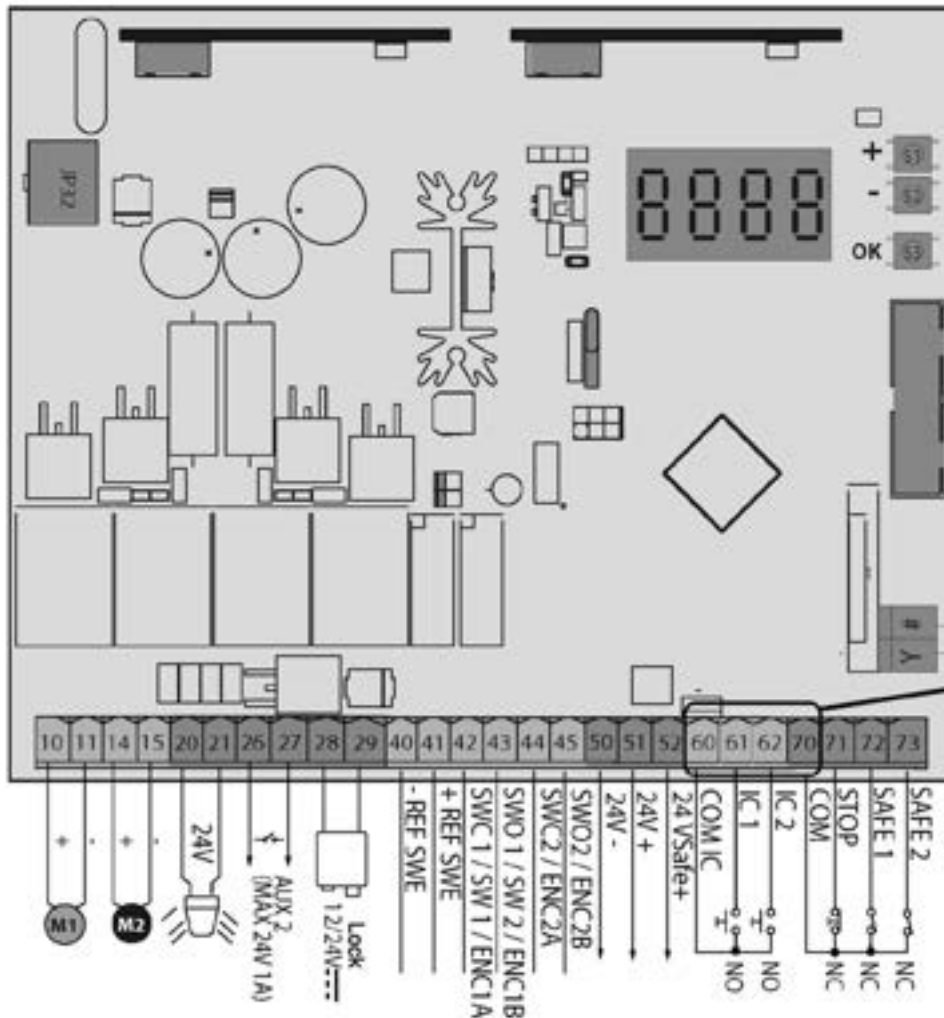 JP32
8888
+ S1
- S2
OK S3
#
Y
10 11 14 15 20 21 26 27 28 29 40 41 42 43 44 45 50 51 52 60 61 62 70 71 72 73
+ -
M1
+ -
M2
24V
AUX 2
(MAX 24V 1A)
Lock
12/24V
- REF SWE
+ REF SWE
SWC 1 / SW 1 / ENC1A
SWO 1 / SW 2 / ENC1B
SWC2 / ENC2A
SWO2 / ENC2B
24V -
24V +
24 VSafe+
COM IC
IC 1
NO
IC 2
NO
COM
STOP
NC
SAFE 1
NC
SAFE 2
NC